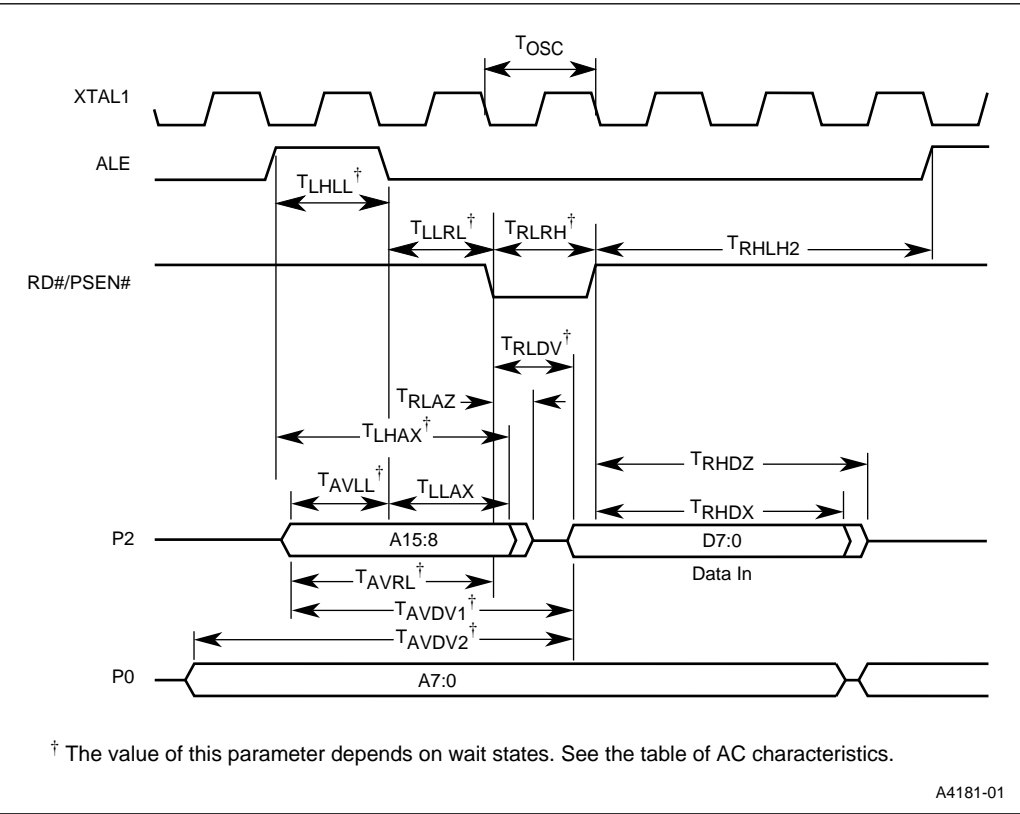 TOSC
XTAL1
ALE
TLHLL†
TLLRL†
TRLRH†
TRHLH2
RD#/PSEN#
TRLDV†
TRLAZ
TLHAX†
TRHDZ
TAVLL†
TLLAX
TRHDX
P2
A15:8
D7:0
Data In
TAVRL†
TAVDV1†
TAVDV2†
P0
A7:0
† The value of this parameter depends on wait states. See the table of AC characteristics.
A4181-01